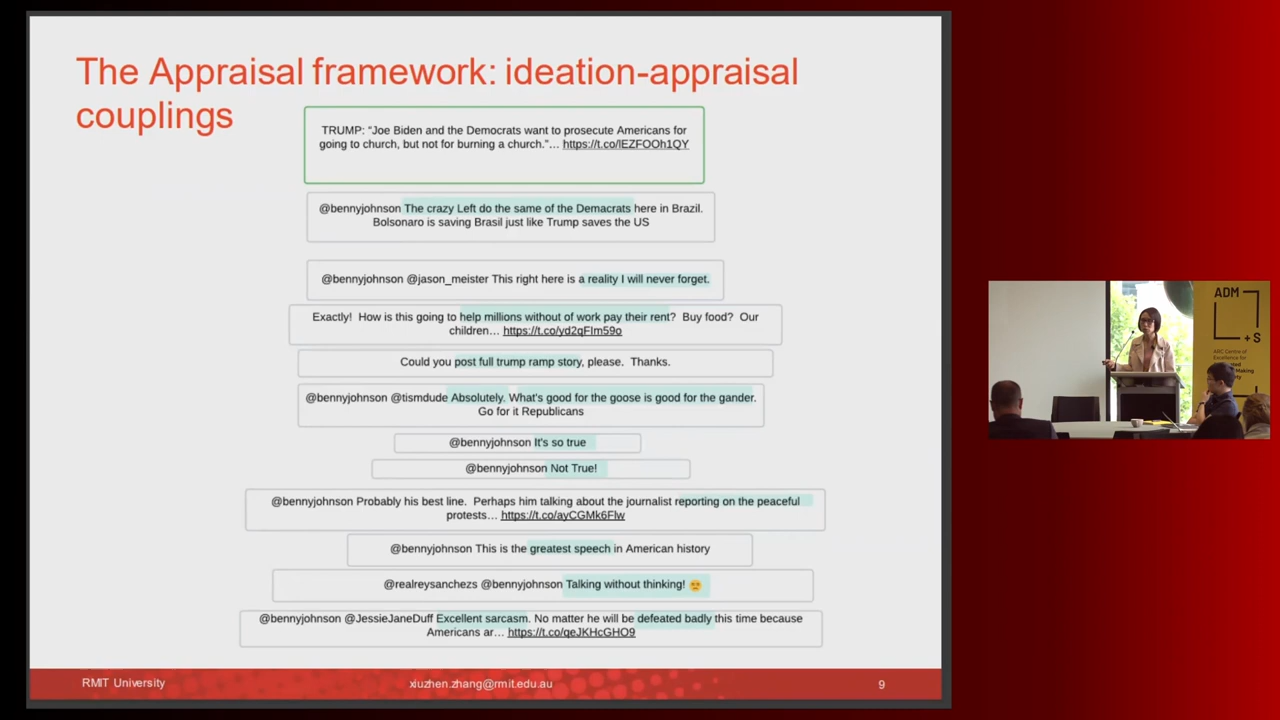 The Appraisal framework: ideation-appraisal
couplings
TRUMP: “Joe Biden and the Democrats want to prosecute Americans for
going to church, but not for burning a church.”… https://t.co/lEZFOOh1QY
@bennyjohnson The crazy Left do the same of the Demacrats here in Brazil.
Bolsonaro is saving Brasil just like Trump saves the US
@bennyjohnson @jason_meister This right here is a reality I will never forget.
Exactly! How is this going to help millions without of work pay their rent? Buy food? Our
children… https://t.co/yd2qFIm59o
Could you post full trump ramp story, please. Thanks.
@bennyjohnson @tismdude Absolutely. What's good for the goose is good for the gander.
Go for it Republicans
@bennyjohnson It's so true
@bennyjohnson Not True!
@bennyjohnson Probably his best line. Perhaps him talking about the journalist reporting on the peaceful
protests… https://t.co/ayCGMk6Flw
@bennyjohnson This is the greatest speech in American history
@realreysanchezs @bennyjohnson Talking without thinking! 😒
@bennyjohnson @JessieJaneDuff Excellent sarcasm. No matter he will be defeated badly this time because
Americans ar… https://t.co/qeJKHcGHO9
RMIT University
xiuzhen.zhang@rmit.edu.au
9
ADM
+S
ARC Centre of
Excellence for
Making